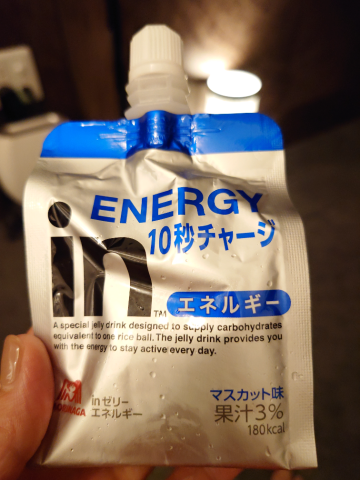 ENERGY
10秒チャージ
in™
エネルギー
A special jelly drink designed to supply carbohydrates
equivalent to one rice ball. The jelly drink provides you
with the energy to stay active every day.
inゼリー
エネルギー
マスカット味
果汁3%
180kcal